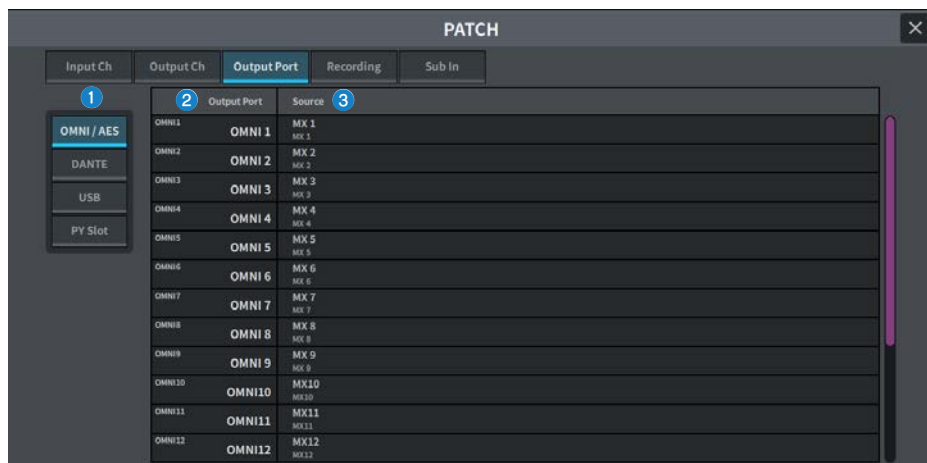 PATCH
Input Ch Output Ch Output Port Recording Sub In
1
2 Output Port Source 3
OMNI / AES
DANTE
USB
PY Slot
OMNI1 OMNI 1 MX 1
MX 1
OMNI2 OMNI 2 MX 2
MX 2
OMNI3 OMNI 3 MX 3
MX 3
OMNI4 OMNI 4 MX 4
MX 4
OMNI5 OMNI 5 MX 5
MX 5
OMNI6 OMNI 6 MX 6
MX 6
OMNI7 OMNI 7 MX 7
MX 7
OMNI8 OMNI 8 MX 8
MX 8
OMNI9 OMNI 9 MX 9
MX 9
OMNI10 OMNI10 MX10
MX10
OMNI11 OMNI11 MX11
MX11
OMNI12 OMNI12 MX12
MX12